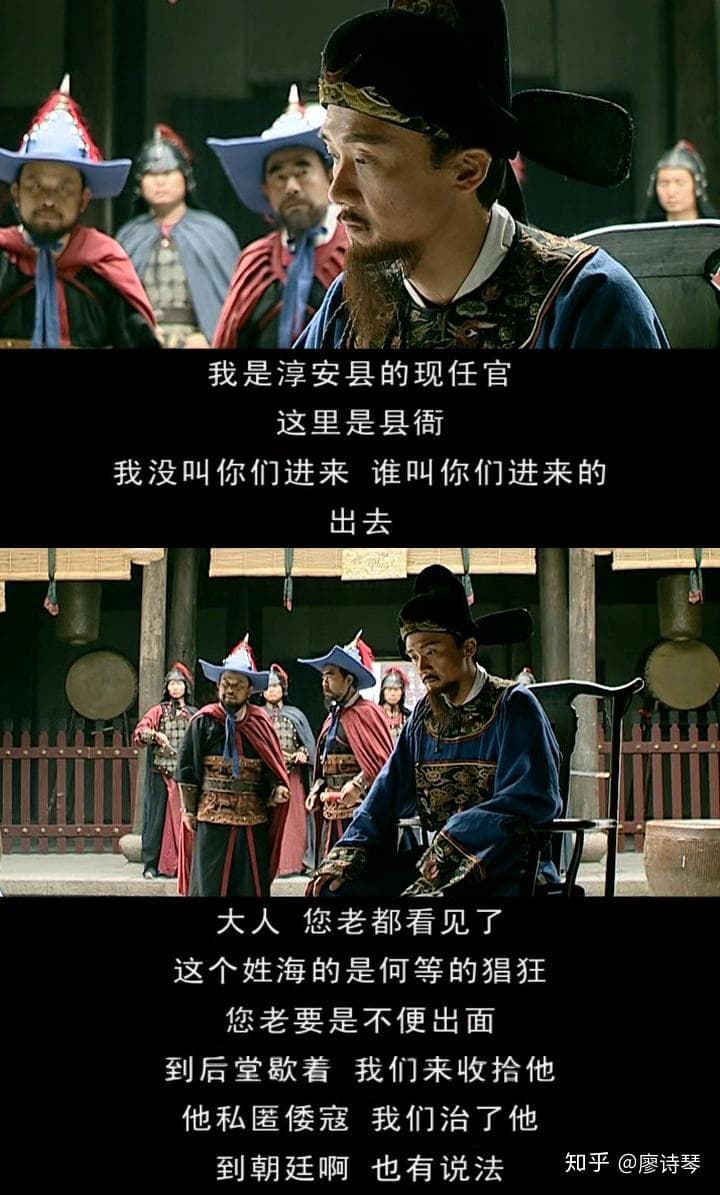 我是淳安县的现任官
这里是县衙
我没叫你们进来 谁叫你们进来的
出去
大人 您老都看见了
这个姓海的是何等的猖狂
您老要是不便出面
到后堂歇着 我们来收拾他
他私匿倭寇 我们治了他
到朝廷啊 也有说法
知乎 @廖诗琴